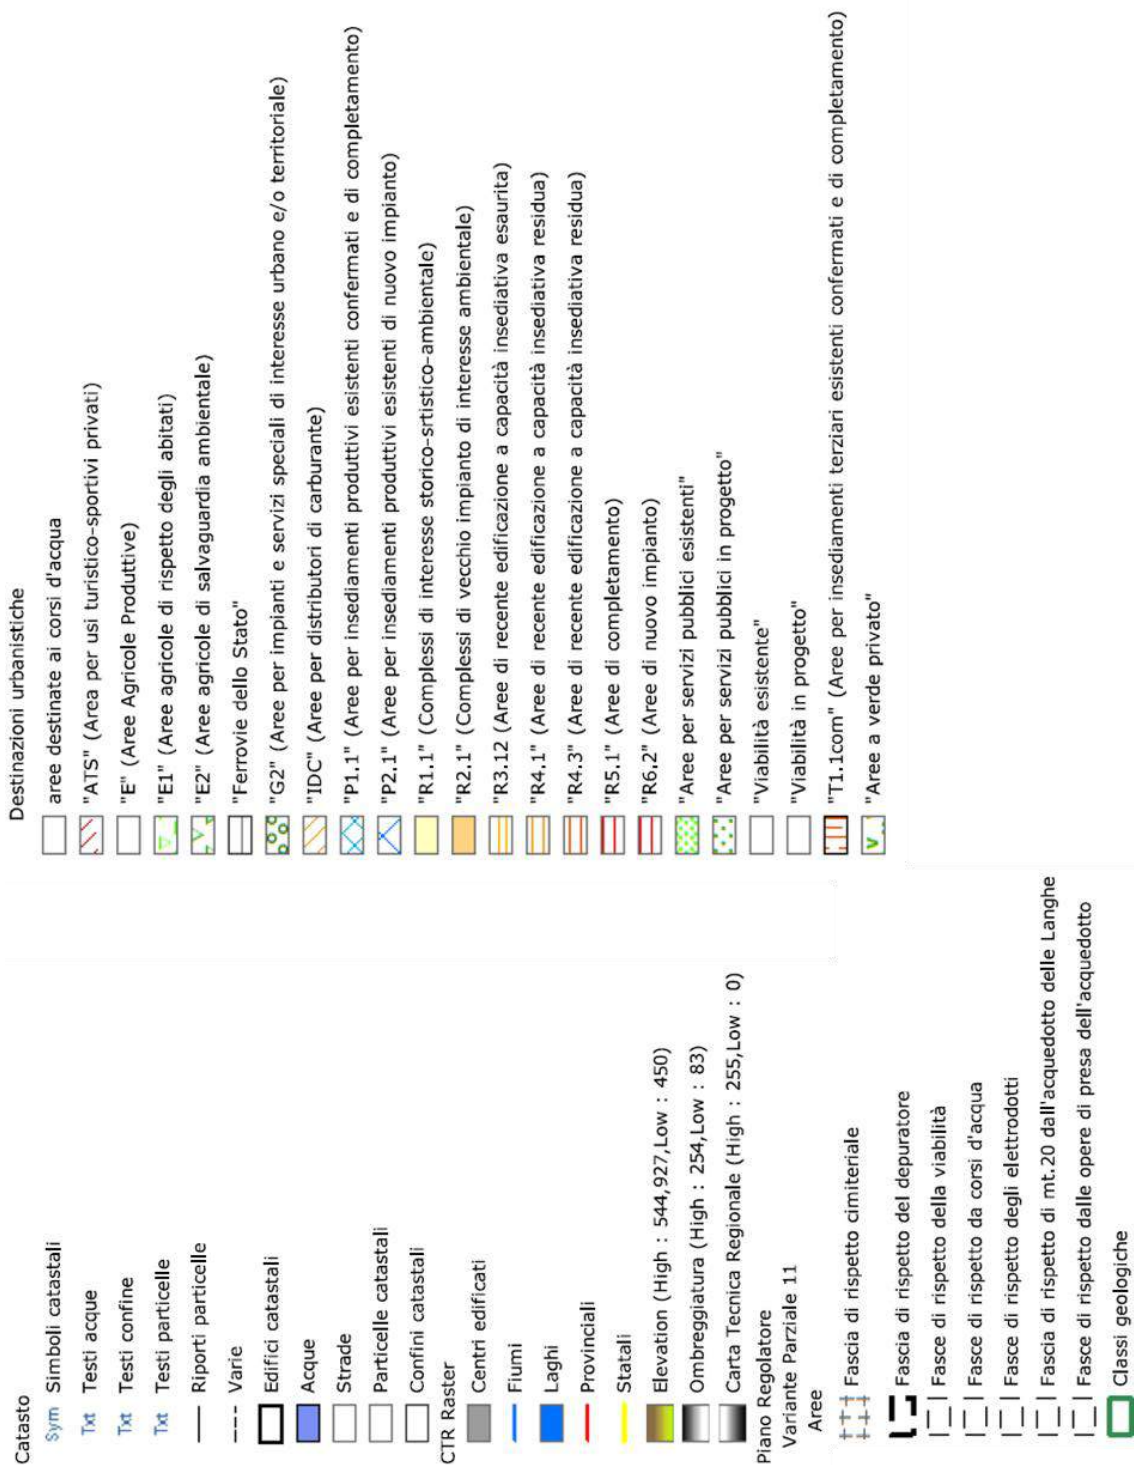 Catasto
Sym Simboli catastali
Txt Testi acque
Txt Testi confine
Txt Testi particelle
Riporti particelle
Varie
Edifici catastali
Acque
Strade
Particelle catastali
Confini catastali
CTR Raster
Centri edificati
Fiumi
Laghi
Provinciali
Statali
Elevation (High : 544,927,Low : 450)
Ombreggiatura (High : 254,Low : 83)
Carta Tecnica Regionale (High : 255,Low : 0)
Piano Regolatore
Variante Parziale 11
Aree
Fascia di rispetto cimiteriale
Fascia di rispetto del depuratore
Fasce di rispetto della viabilità
Fasce di rispetto da corsi d'acqua
Fasce di rispetto degli elettrodotti
Fascia di rispetto di mt.20 dall'acquedotto delle Langhe
Fasce di rispetto dalle opere di presa dell'acquedotto
Classi geologiche
Destinazioni urbanistiche
aree destinate ai corsi d'acqua
"ATS" (Area per usi turistico-sportivi privati)
"E" (Aree Agricole Produttive)
"E1" (Aree agricole di rispetto degli abitati)
"E2" (Aree agricole di salvaguardia ambientale)
"Ferrovie dello Stato"
"G2" (Aree per impianti e servizi speciali di interesse urbano e/o territoriale)
"IDC" (Aree per distributori di carburante)
"P1,1" (Aree per insediamenti produttivi esistenti confermati e di completamento)
"P2,1" (Aree per insediamenti produttivi esistenti di nuovo impianto)
"R1,1" (Complessi di interesse storico-srtistico-ambientale)
"R2,1" (Complessi di vecchio impianto di interesse ambientale)
"R3,12 (Aree di recente edificazione a capacità insediativa esaurita)
"R4,1" (Aree di recente edificazione a capacità insediativa residua)
"R4,3" (Aree di recente edificazione a capacità insediativa residua)
"R5,1" (Aree di completamento)
"R6,2" (Aree di nuovo impianto)
"Aree per servizi pubblici esistenti"
"Aree per servizi pubblici in progetto"
"Viabilità esistente"
"Viabilità in progetto"
"T1,1com" (Aree per insediamenti terziari esistenti confermati e di completamento)
"Aree a verde privato"